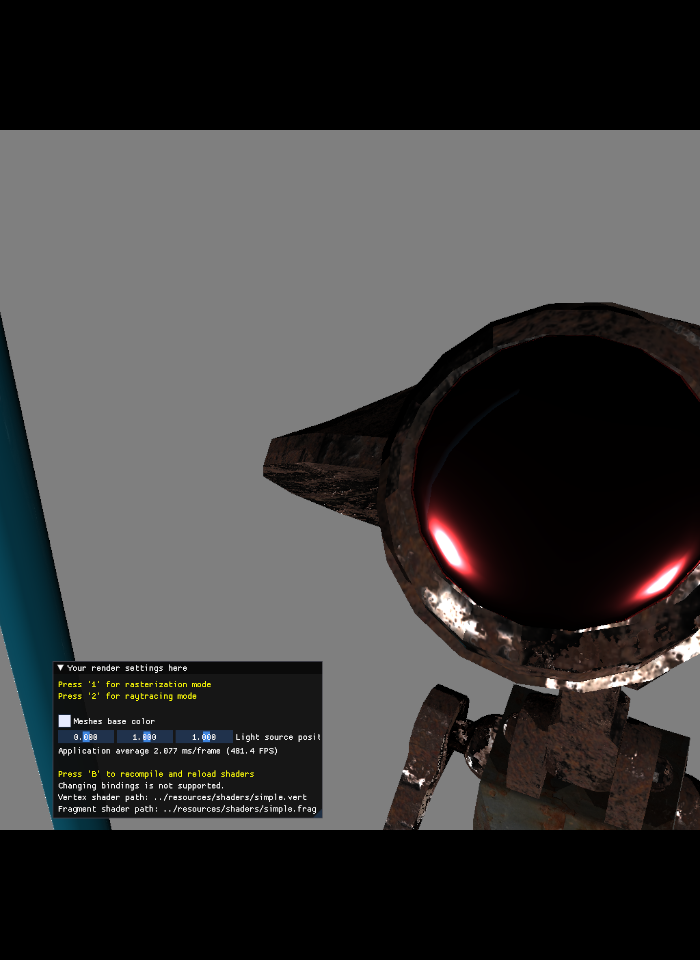 Your render settings here
Press '1' for rasterization mode
Press '2' for raytracing mode
Meshes base color
0.000 1.000 1.000 Light source posit
Application average 2.077 ms/frame (481.4 FPS)
Press 'B' to recompile and reload shaders
Changing bindings is not supported.
Vertex shader path: ../resources/shaders/simple.vert
Fragment shader path: ../resources/shaders/simple.frag